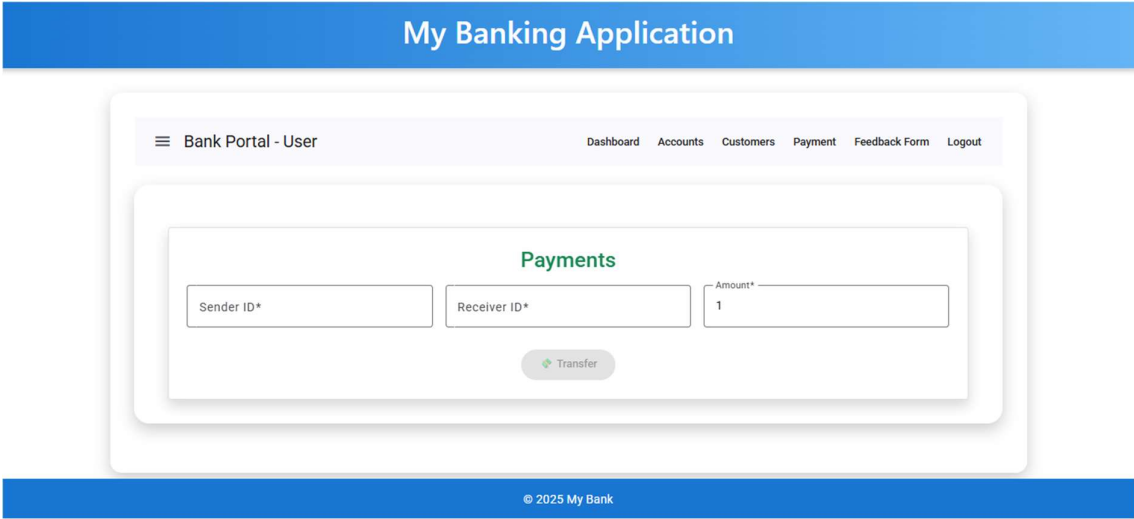 My Banking Application
Bank Portal - User Dashboard Accounts Customers Payment Feedback Form Logout
Payments
Amount*
Sender ID* Receiver ID* 1
Transfer
© 2025 My Bank